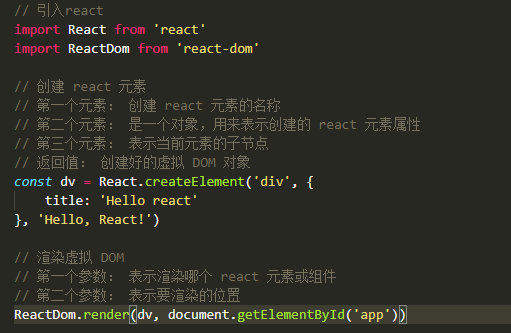 // 引入react
import React from 'react'
import ReactDom from 'react-dom'
// 创建 react 元素
// 第一个元素： 创建 react 元素的名称
// 第二个元素： 是一个对象，用来表示创建的 react 元素属性
// 第三个元素： 表示当前元素的子节点
// 返回值： 创建好的虚拟 DOM 对象
const dv = React.createElement('div', {
    title: 'Hello react'
}, 'Hello, React!')
// 渲染虚拟 DOM
// 第一个参数： 表示渲染哪个 react 元素或组件
// 第二个参数： 表示要渲染的位置
ReactDom.render(dv, document.getElementById('app'))